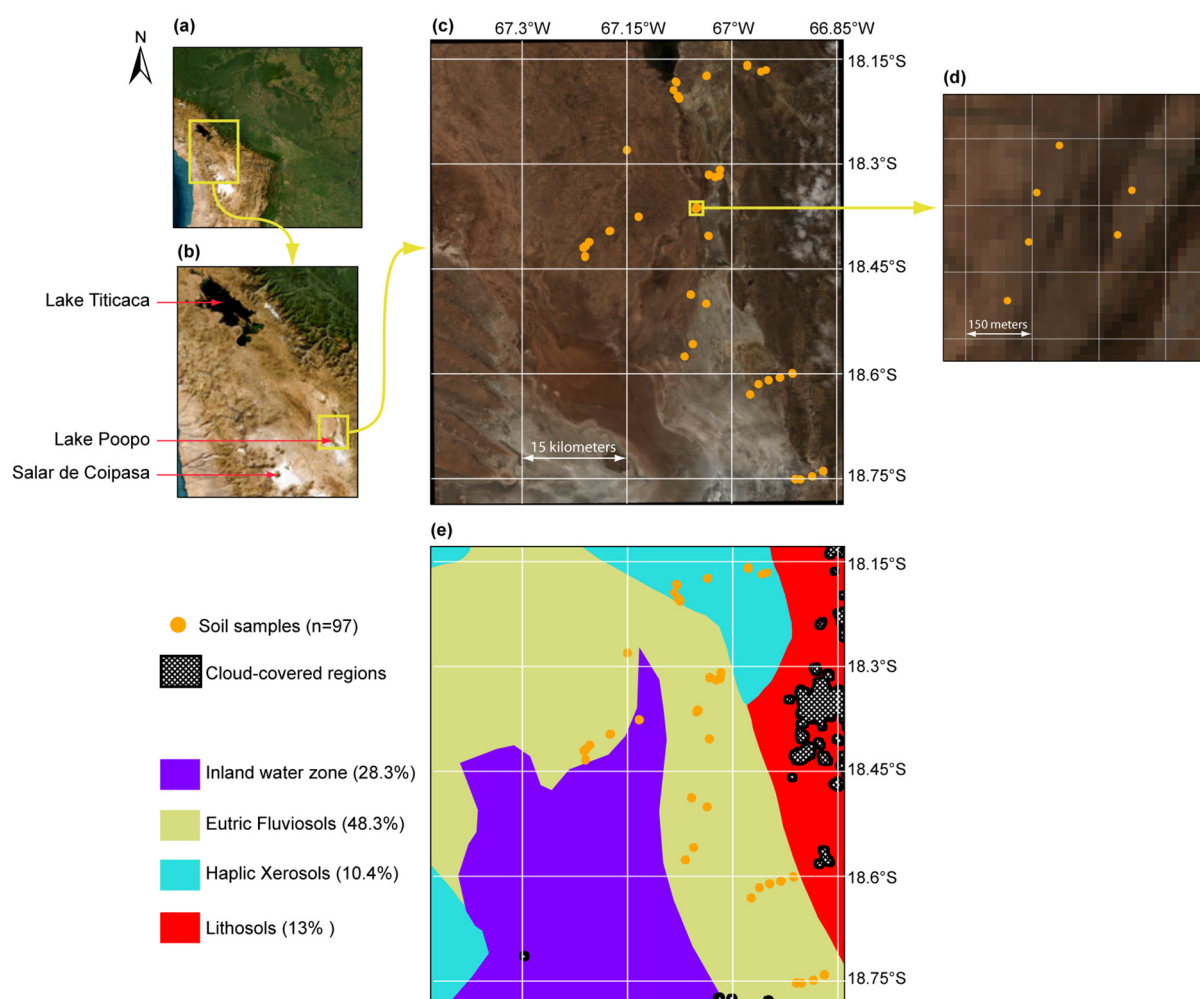 (a)
N
(b)
Lake Titicaca
Lake Poopo
Salar de Coipasa
(c)
67.3°W
67.15°W
67°W
66.85°W
18.15°S
18.3°S
18.45°S
18.6°S
18.75°S
15 kilometers
(d)
150 meters
(e)
18.15°S
18.3°S
18.45°S
18.6°S
18.75°S
Soil samples (n=97)
Cloud-covered regions
Inland water zone (28.3%)
Eutric Fluviosols (48.3%)
Haplic Xerosols (10.4%)
Lithosols (13% )